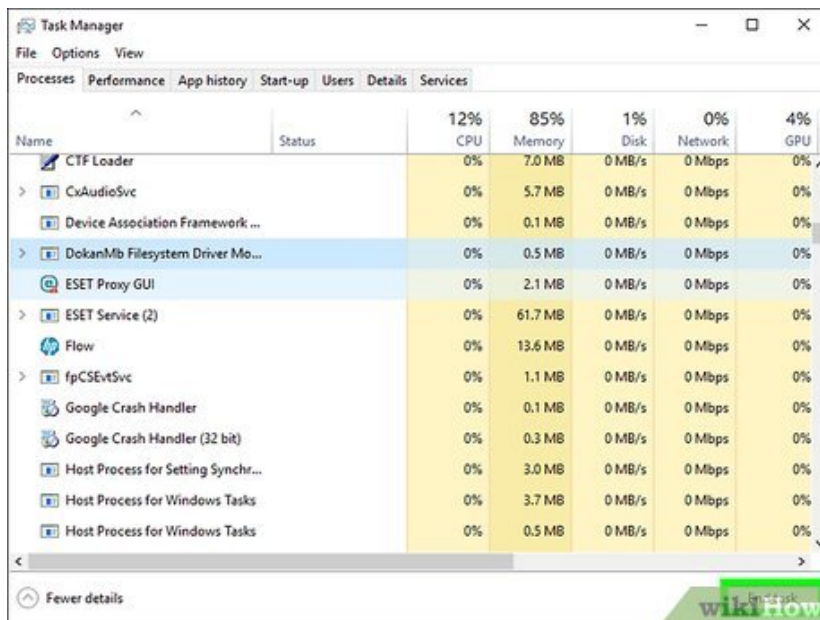 Task Manager
File Options View
Processes Performance App history Start-up Users Details Services
12% 85% 1% 0% 4%
Name Status CPU Memory Disk Network GPU
CTF Loader 0% 7.0 MB 0 MB/s 0 Mbps 0%
CxAudioSvc 0% 5.7 MB 0 MB/s 0 Mbps 0%
Device Association Framework ... 0% 0.1 MB 0 MB/s 0 Mbps 0%
DokanMb Filesystem Driver Mo... 0% 0.5 MB 0 MB/s 0 Mbps 0%
ESET Proxy GUI 0% 2.1 MB 0 MB/s 0 Mbps 0%
ESET Service (2) 0% 61.7 MB 0 MB/s 0 Mbps 0%
Flow 0% 13.6 MB 0 MB/s 0 Mbps 0%
fpCSEvtSvc 0% 1.1 MB 0 MB/s 0 Mbps 0%
Google Crash Handler 0% 0.1 MB 0 MB/s 0 Mbps 0%
Google Crash Handler (32 bit) 0% 0.3 MB 0 MB/s 0 Mbps 0%
Host Process for Setting Synchr... 0% 3.0 MB 0 MB/s 0 Mbps 0%
Host Process for Windows Tasks 0% 3.7 MB 0 MB/s 0 Mbps 0%
Host Process for Windows Tasks 0% 0.5 MB 0 MB/s 0 Mbps 0%
Fewer details End task
wikiHow